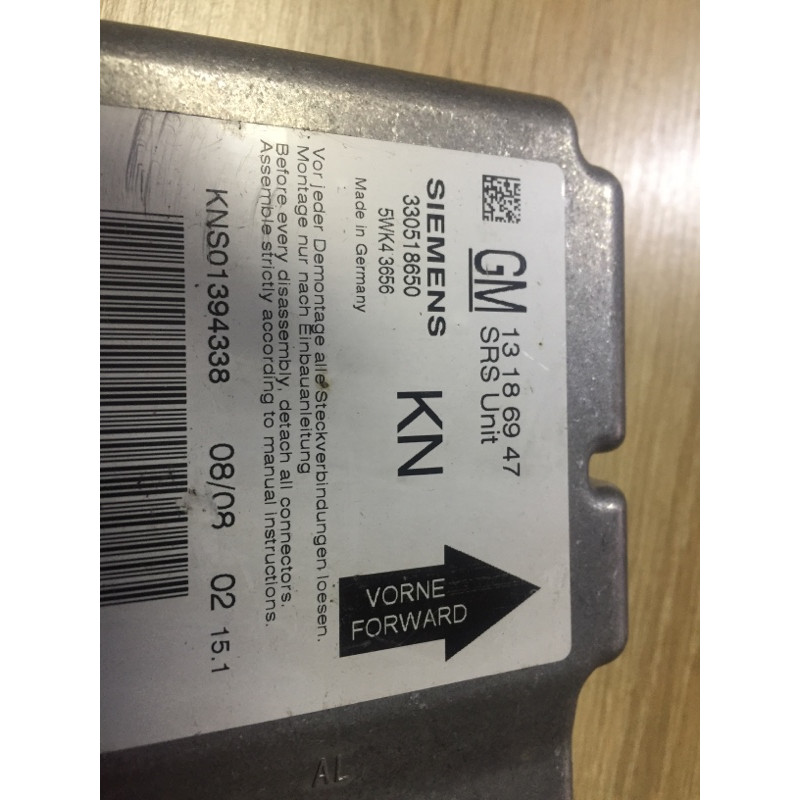 GM 13 18 69 47
SRS Unit
SIEMENS KN
330518650
5WK4 3656
Made in Germany
VORNE
FORWARD
Vor jeder Demontage alle Steckverbindungen loesen.
Montage nur nach Einbauanleitung
Before every disassembly, detach all connectors.
Assemble strictly according to manual instructions.
KNS01394338 08/08 02 15.1
AL